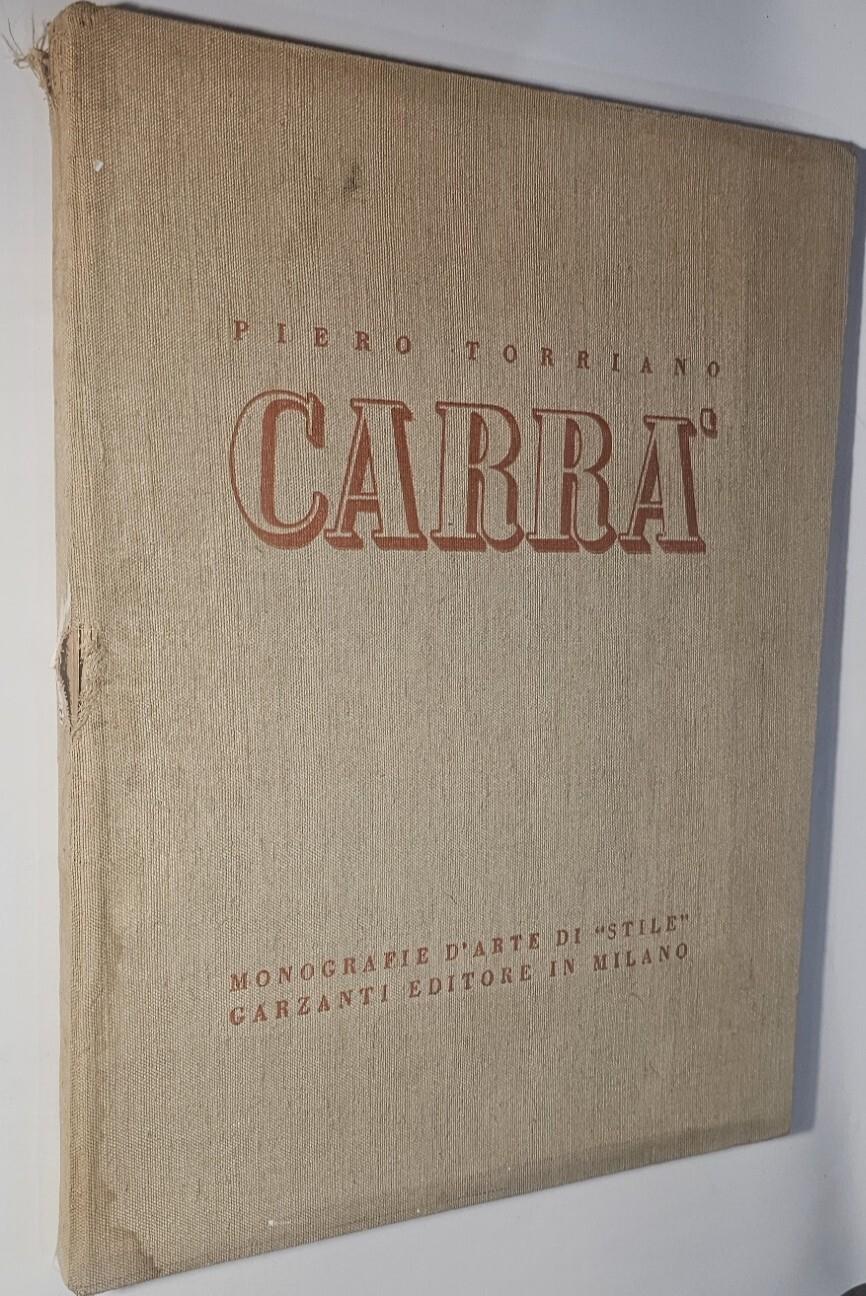 PIERO TORRIANO
CARRA'
MONOGRAFIE D'ARTE DI "STILE"
GARZANTI EDITORE IN MILANO